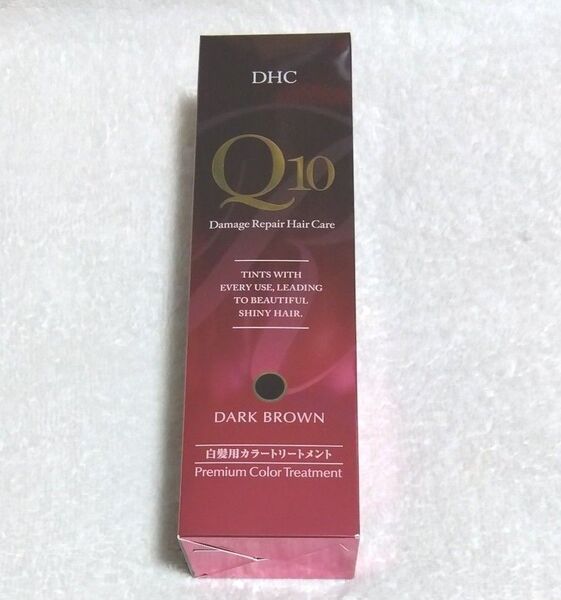 DHC
Q10
Damage Repair Hair Care
TINTS WITH
EVERY USE, LEADING
TO BEAUTIFUL
SHINY HAIR.
DARK BROWN
白髪用カラートリートメント
Premium Color Treatment